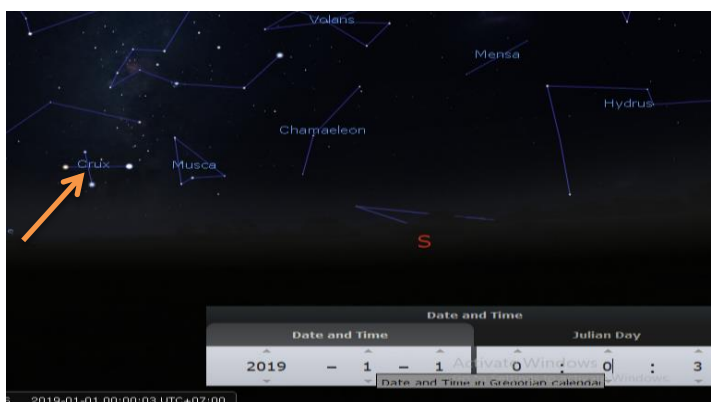 Volans
Mensa
Hydrus
Chamaeleon
Crux
Musca
S
Date and Time
Date and Time Julian Day
2019 - 1 - 1 0 : 0 : 3
Activate Windows
Date and Time in Gregorian calendar
2019-01-01 00:00:03 UTC+07:00